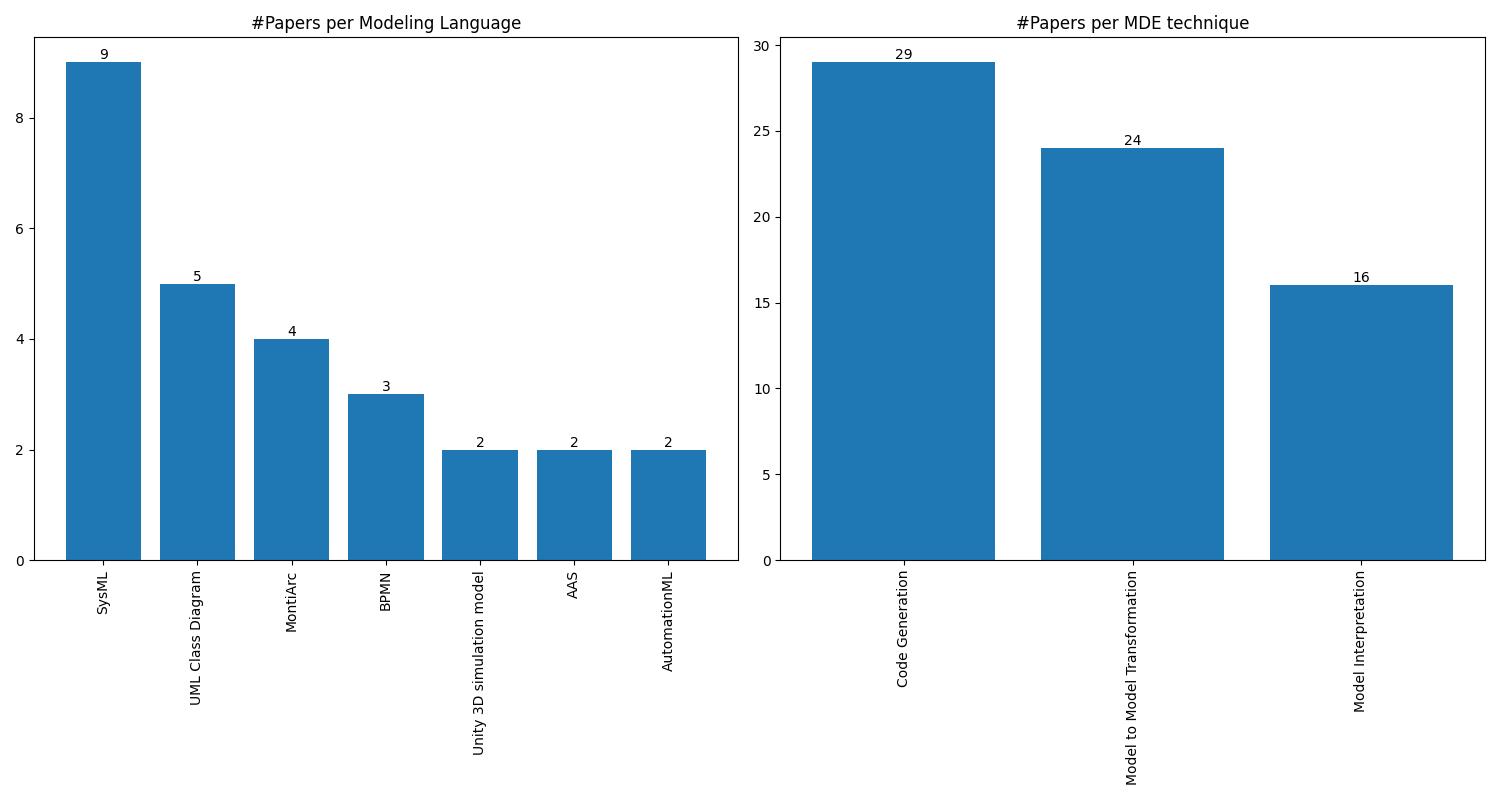 #Papers per Modeling Language
9
5
4
3
2
2
2
8
6
4
2
0
SysML
UML Class Diagram
MontiArc
BPMN
Unity 3D simulation model
AAS
AutomationML
#Papers per MDE technique
29
24
16
30
25
20
15
10
5
0
Code Generation
Model to Model Transformation
Model Interpretation